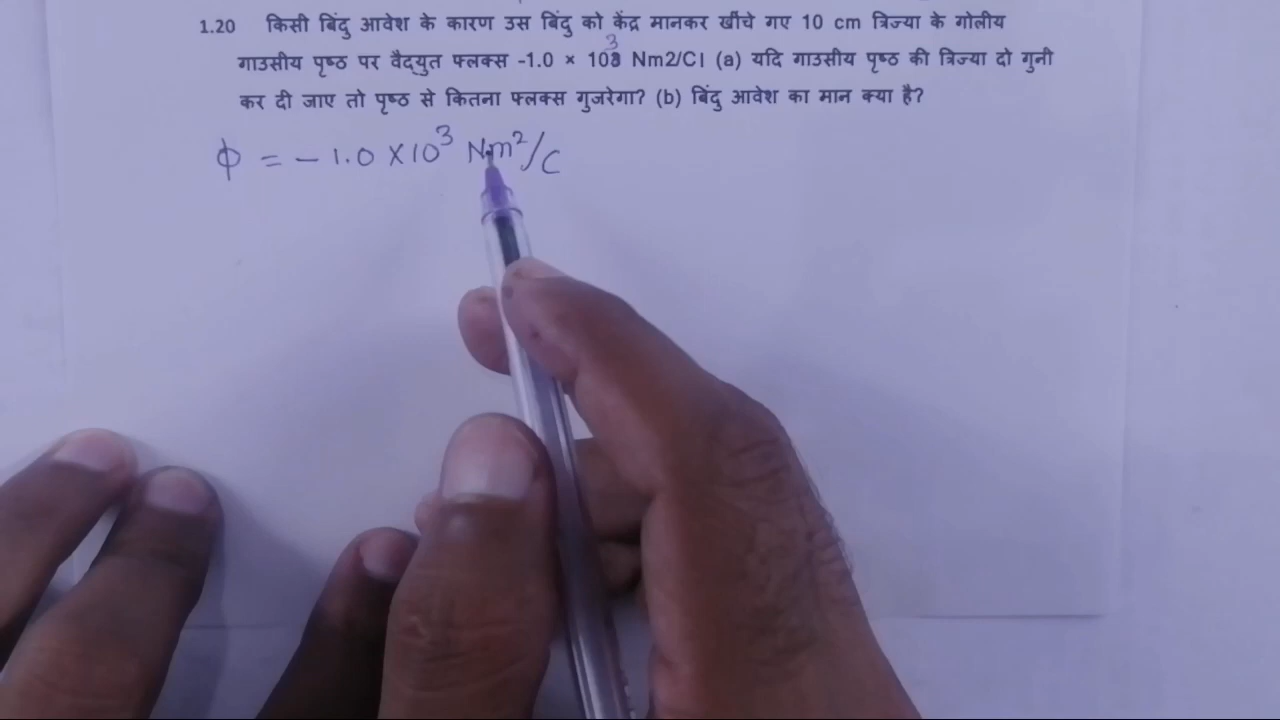 1.20 किसी बिंदु आवेश के कारण उस बिंदु को केंद्र मानकर खींचे गए 10 cm त्रिज्या के गोलीय
गाउसीय पृष्ठ पर वैद्युत फ्लक्स -1.0 × 10³ Nm2/C। (a) यदि गाउसीय पृष्ठ की त्रिज्या दो गुनी
कर दी जाए तो पृष्ठ से कितना फ्लक्स गुजरेगा? (b) बिंदु आवेश का मान क्या है?
ϕ = – 1.0 × 10³ Nm²/C